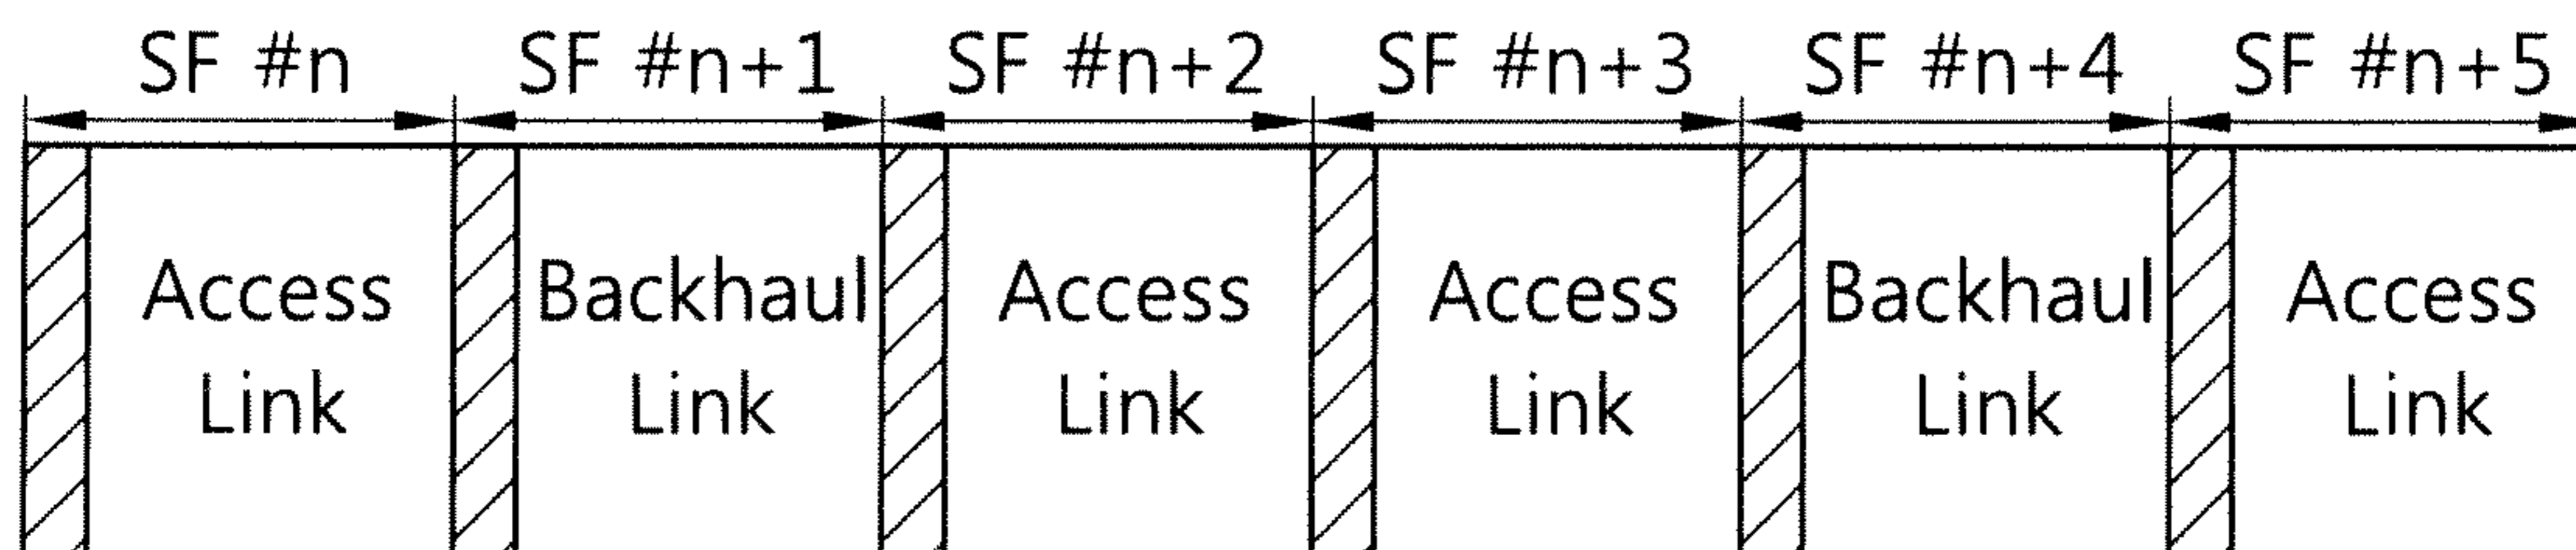 SF #n SF #n+1 SF #n+2 SF #n+3 SF #n+4 SF #n+5
Access Backhaul Access Access Backhaul Access
Link Link Link Link Link Link